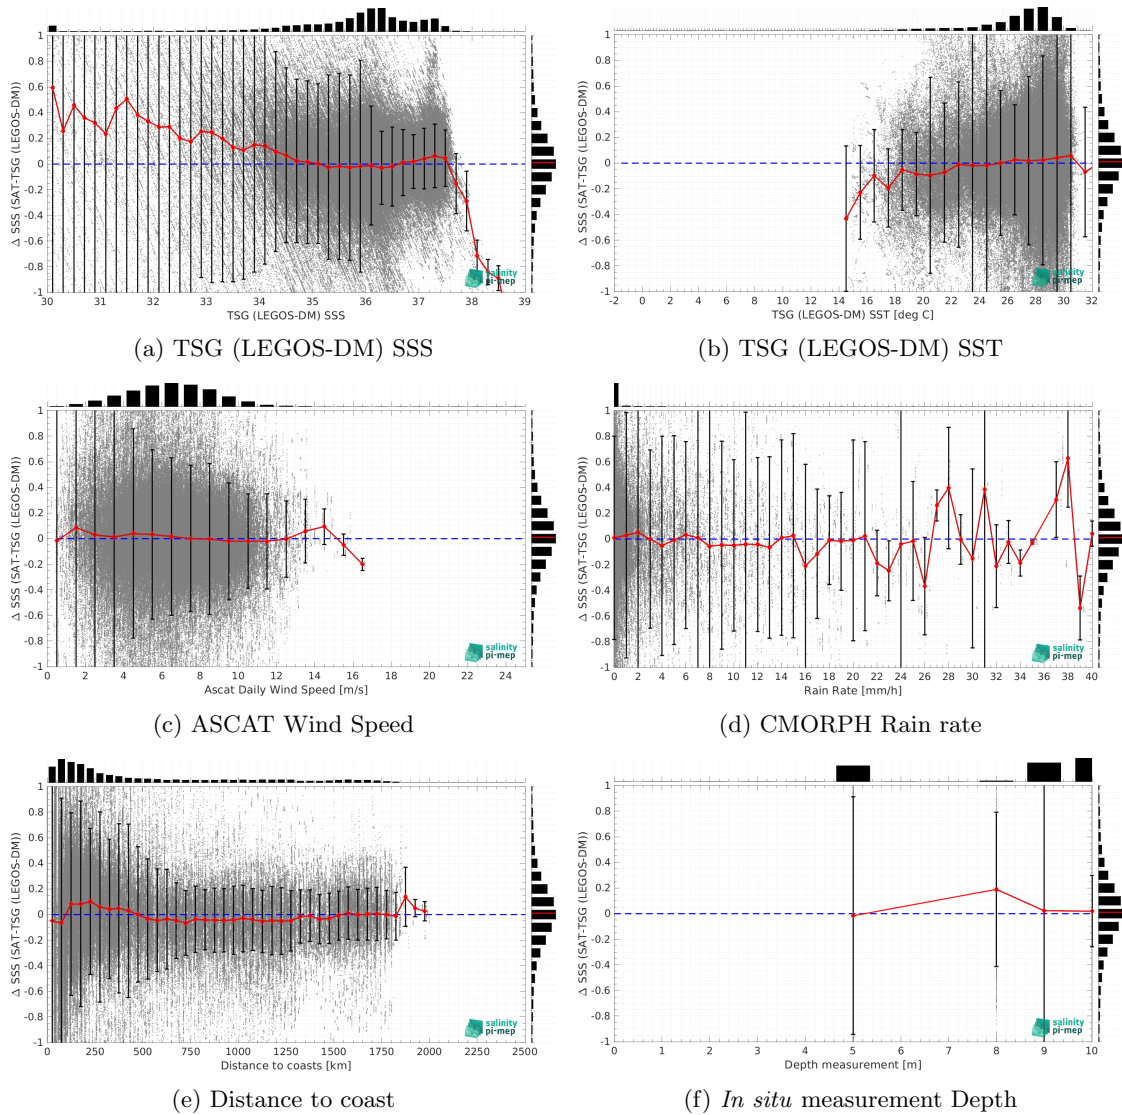 1
0.8
0.6
0.4
0.2
0
-0.2
-0.4
-0.6
-0.8
-1
Δ SSS (SAT-TSG (LEGOS-DM))
30 31 32 33 34 35 36 37 38 39
TSG (LEGOS-DM) SSS
salinity
pi-mep
(a) TSG (LEGOS-DM) SSS
1
0.8
0.6
0.4
0.2
0
-0.2
-0.4
-0.6
-0.8
-1
Δ SSS (SAT-TSG (LEGOS-DM))
-2 0 2 4 6 8 10 12 14 16 18 20 22 24 26 28 30 32
TSG (LEGOS-DM) SST [deg C]
salinity
pi-mep
(b) TSG (LEGOS-DM) SST
1
0.8
0.6
0.4
0.2
0
-0.2
-0.4
-0.6
-0.8
-1
Δ SSS (SAT-TSG (LEGOS-DM))
0 2 4 6 8 10 12 14 16 18 20 22 24
Ascat Daily Wind Speed [m/s]
salinity
pi-mep
(c) ASCAT Wind Speed
1
0.8
0.6
0.4
0.2
0
-0.2
-0.4
-0.6
-0.8
-1
Δ SSS (SAT-TSG (LEGOS-DM))
0 2 4 6 8 10 12 14 16 18 20 22 24 26 28 30 32 34 36 38 40
Rain Rate [mm/h]
salinity
pi-mep
(d) CMORPH Rain rate
1
0.8
0.6
0.4
0.2
0
-0.2
-0.4
-0.6
-0.8
-1
Δ SSS (SAT-TSG (LEGOS-DM))
0 250 500 750 1000 1250 1500 1750 2000 2250 2500
Distance to coasts [km]
salinity
pi-mep
(e) Distance to coast
1
0.8
0.6
0.4
0.2
0
-0.2
-0.4
-0.6
-0.8
-1
Δ SSS (SAT-TSG (LEGOS-DM))
0 1 2 3 4 5 6 7 8 9 10
Depth measurement [m]
salinity
pi-mep
(f) In situ measurement Depth